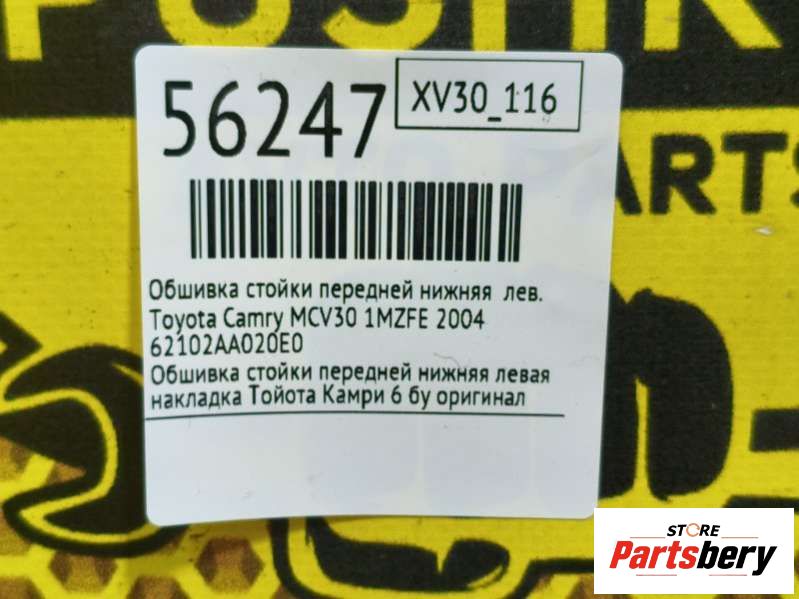 56247
XV30_116
ARTS
Обшивка стойки передней нижняя лев.
Toyota Camry MCV30 1MZFE 2004
62102AA020E0
Обшивка стойки передней нижняя левая
накладка Тойота Камри 6 бу оригинал
STORE
Partsbery